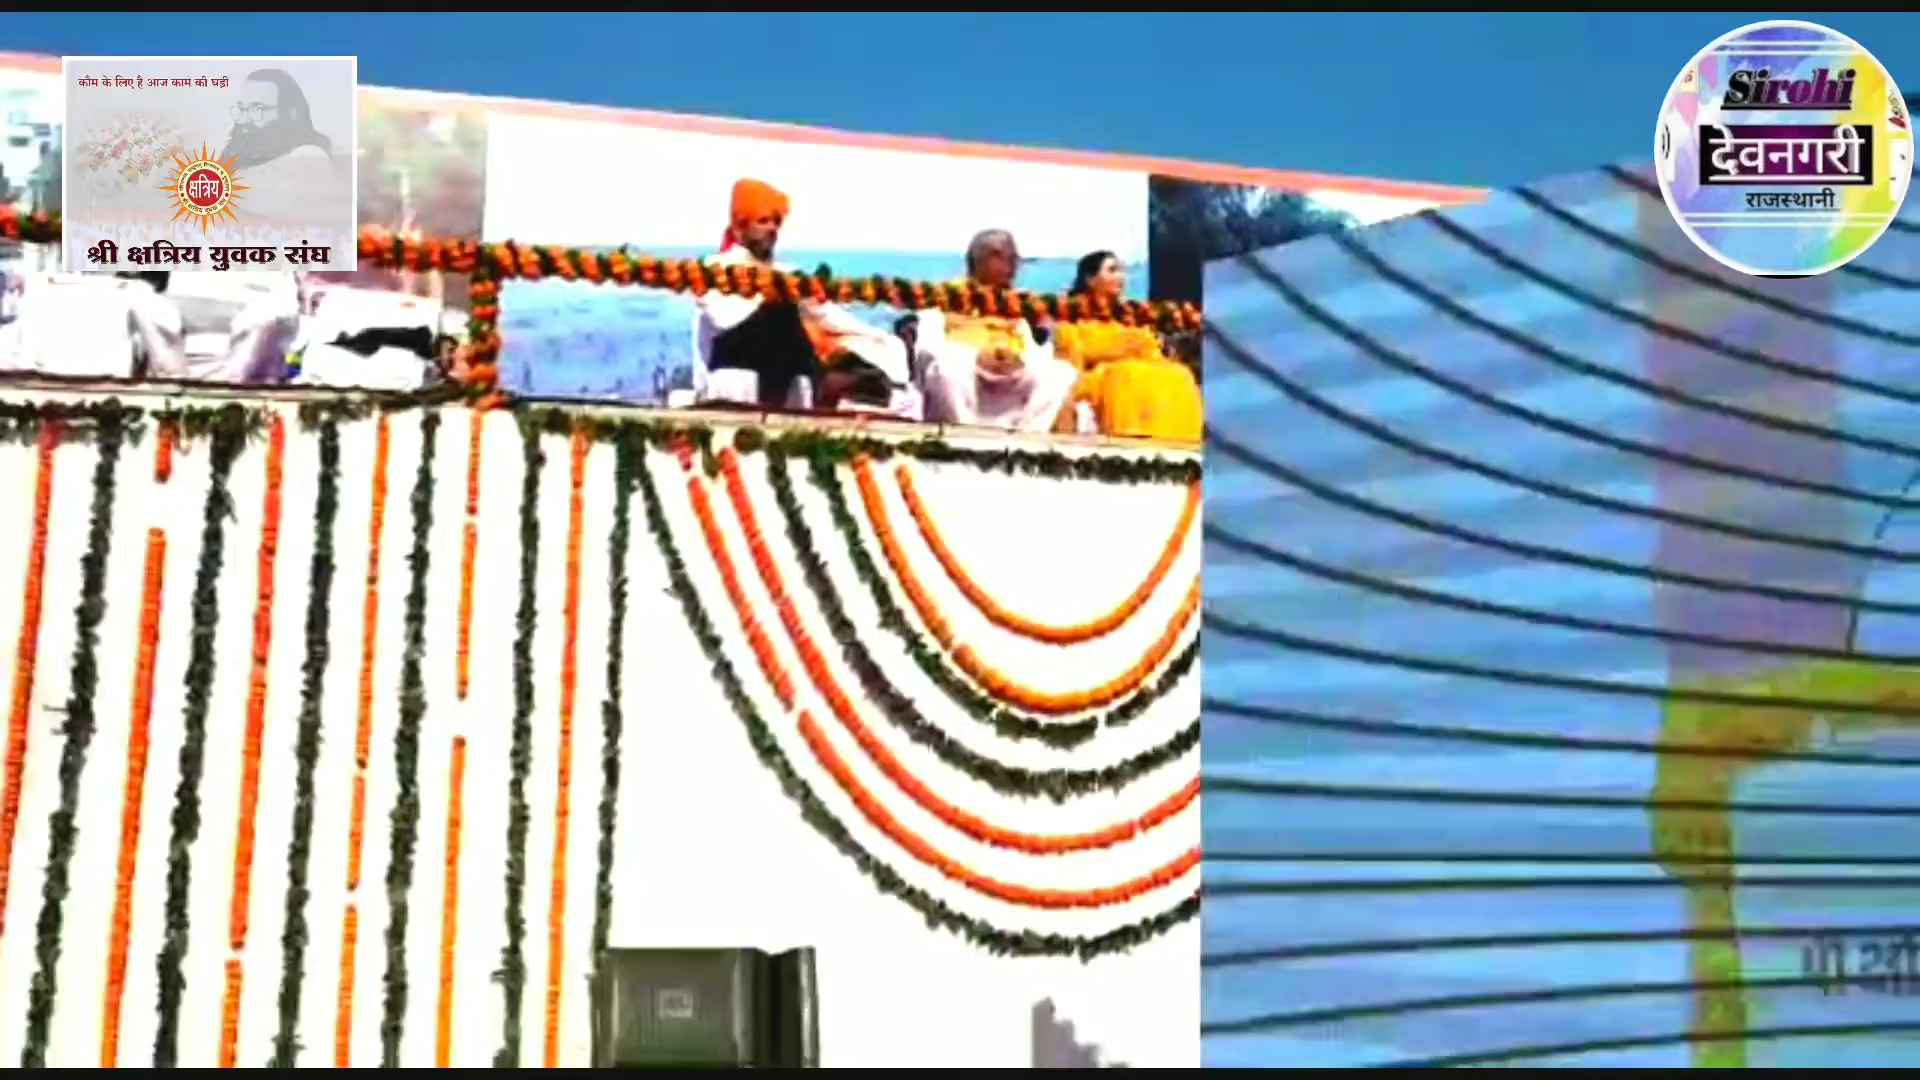 कौम के लिए है आज काम की घड़ी
क्षत्रिय
श्री क्षत्रिय युवक संघ
Sirohi
देवनगरी
राजस्थानी